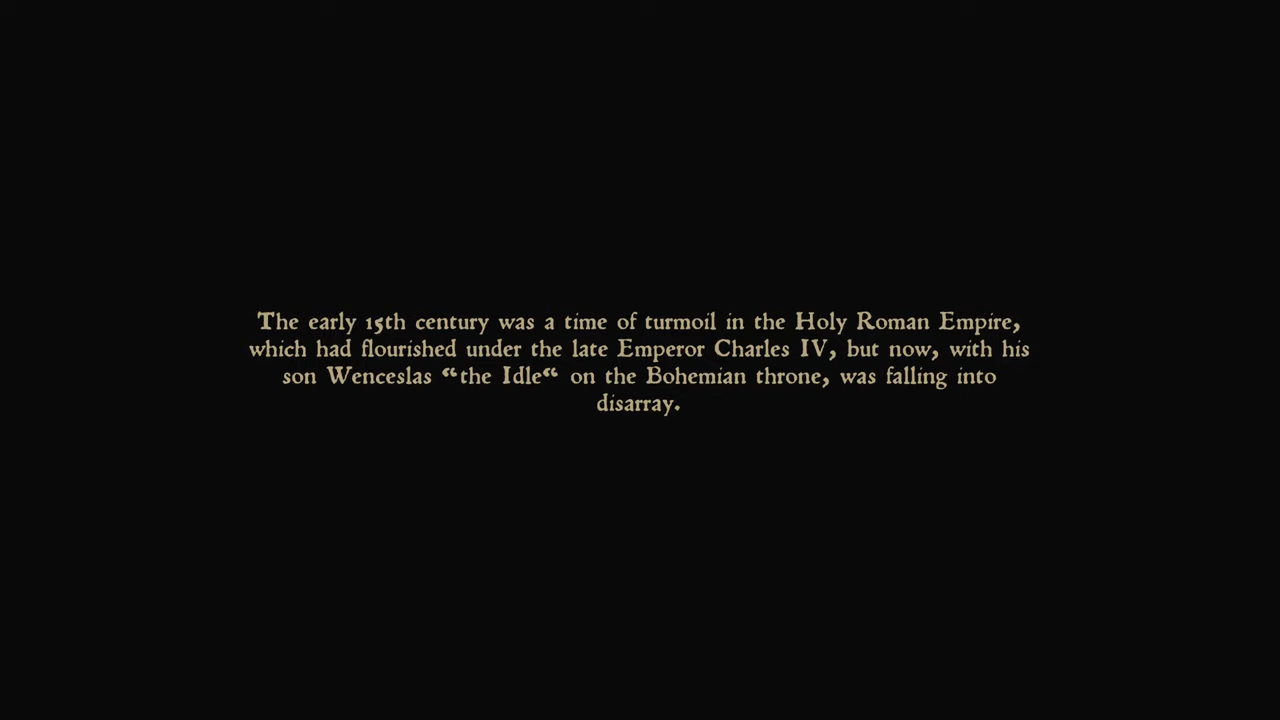 The early 15th century was a time of turmoil in the Holy Roman Empire,
which had flourished under the late Emperor Charles IV, but now, with his
son Wenceslas “the Idle“ on the Bohemian throne, was falling into
disarray.